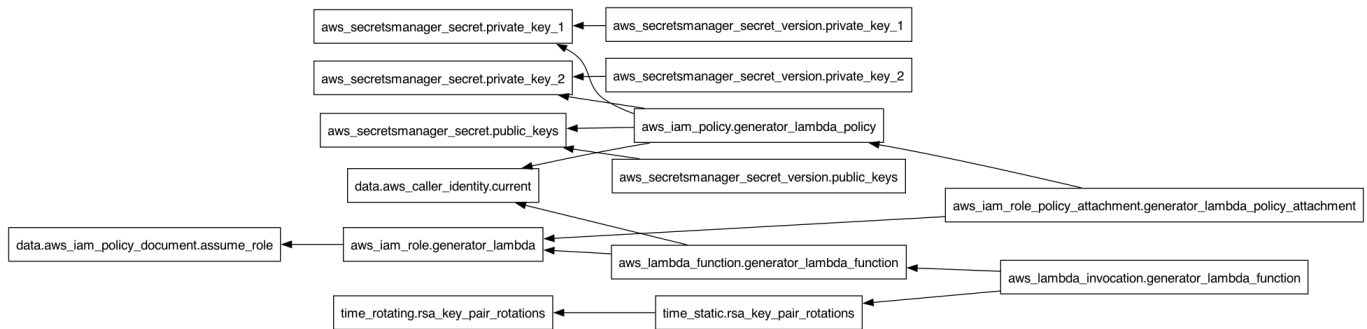 aws_secretsmanager_secret.private_key_1
aws_secretsmanager_secret_version.private_key_1
aws_secretsmanager_secret.private_key_2
aws_secretsmanager_secret_version.private_key_2
aws_secretsmanager_secret.public_keys
aws_iam_policy.generator_lambda_policy
data.aws_caller_identity.current
aws_secretsmanager_secret_version.public_keys
aws_iam_role_policy_attachment.generator_lambda_policy_attachment
data.aws_iam_policy_document.assume_role
aws_iam_role.generator_lambda
aws_lambda_function.generator_lambda_function
aws_lambda_invocation.generator_lambda_function
time_rotating.rsa_key_pair_rotations
time_static.rsa_key_pair_rotations